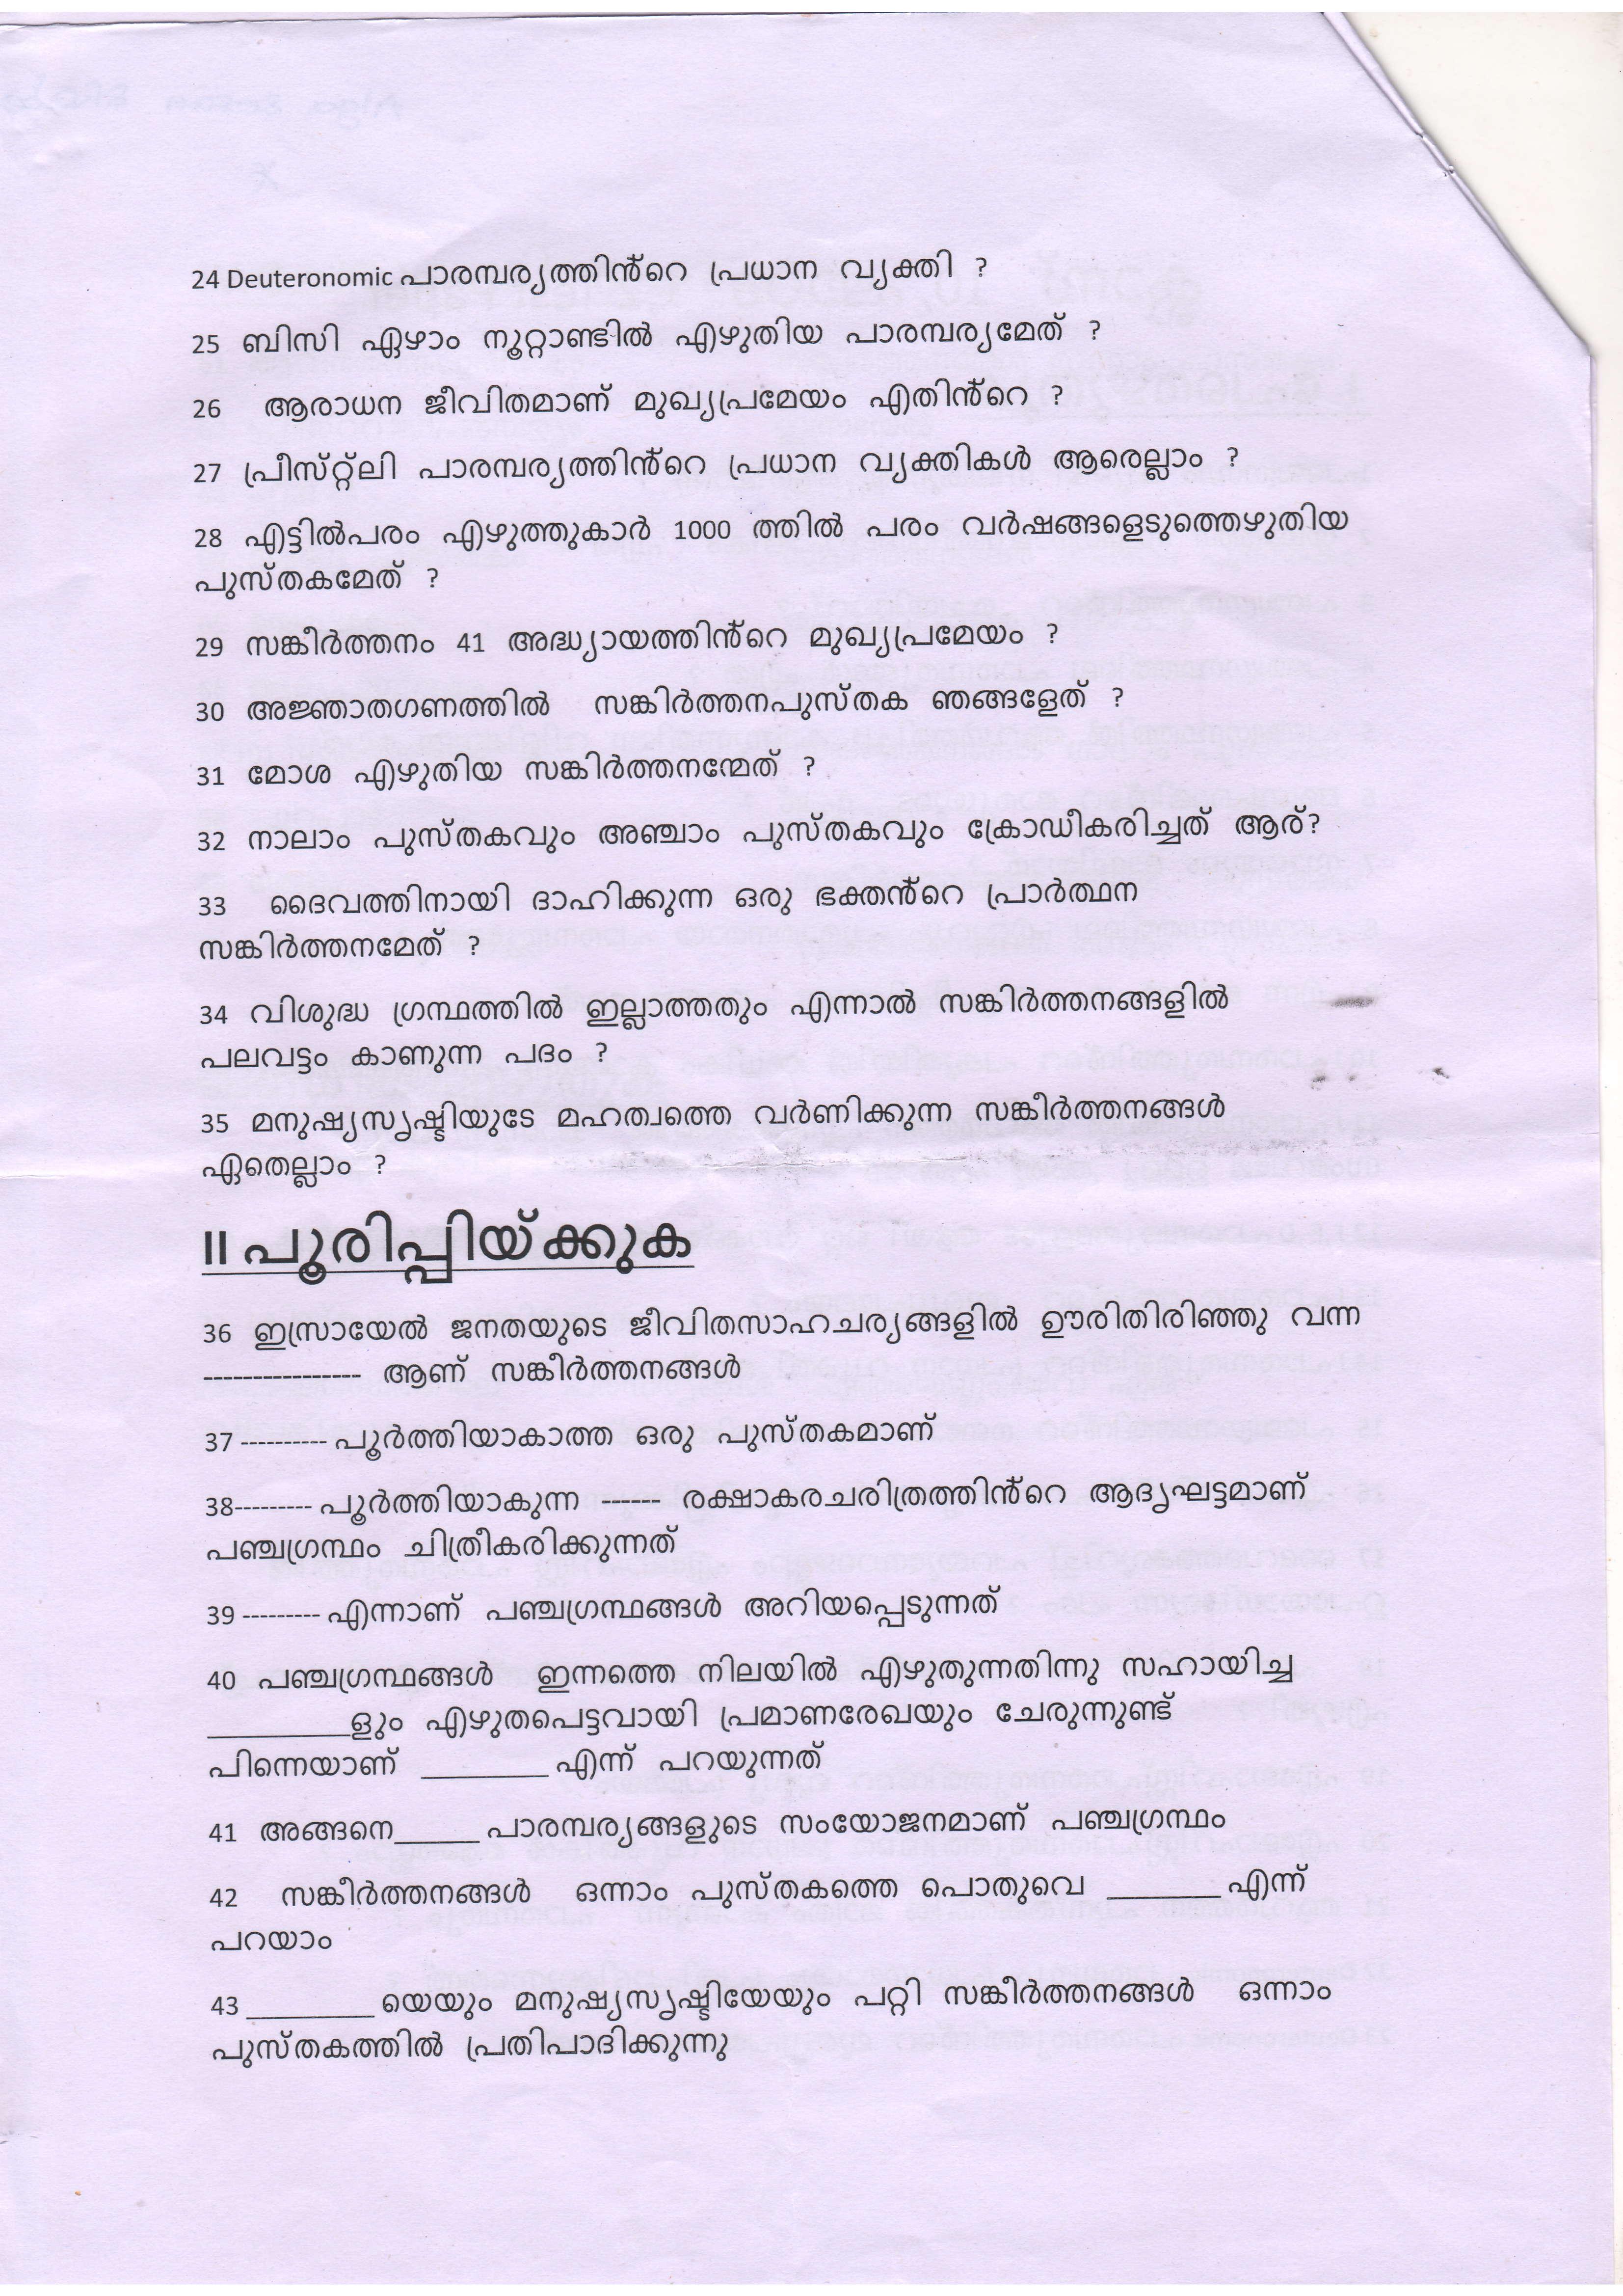 24 Deuteronomic പാരമ്പര്യത്തിൻറെ പ്രധാന വ്യക്തി ?
25 ബിസി ഏഴാം നൂറ്റാണ്ടിൽ എഴുതിയ പാരമ്പര്യമേത് ?
26 ആരാധന ജീവിതമാണ് മുഖ്യപ്രമേയം എതിൻറെ ?
27 പ്രീസ്റ്റ്ലി പാരമ്പര്യത്തിൻറെ പ്രധാന വ്യക്തികൾ ആരെല്ലാം ?
28 എട്ടിൽപരം എഴുത്തുകാർ 1000 ത്തിൽ പരം വർഷങ്ങളെടുത്തെഴുതിയ
പുസ്തകമേത് ?
29 സങ്കീർത്തനം 41 അദ്ധ്യായത്തിൻറെ മുഖ്യപ്രമേയം ?
30 അജ്ഞാതഗണത്തിൽ സങ്കിർത്തനപുസ്തക ഞങ്ങളേത് ?
31 മോശ എഴുതിയ സങ്കിർത്തനന്മേത് ?
32 നാലാം പുസ്തകവും അഞ്ചാം പുസ്തകവും ക്രോഡീകരിച്ചത് ആര്?
33 ദൈവത്തിനായി ദാഹിക്കുന്ന ഒരു ഭക്തൻറെ പ്രാർത്ഥന
സങ്കിർത്തനമേത് ?
34 വിശുദ്ധ ഗ്രന്ഥത്തിൽ ഇല്ലാത്തതും എന്നാൽ സങ്കിർത്തനങ്ങളിൽ
പലവട്ടം കാണുന്ന പദം ?
35 മനുഷ്യസൃഷ്ടിയുടേ മഹത്വത്തെ വർണിക്കുന്ന സങ്കീർത്തനങ്ങൾ
ഏതെല്ലാം ?
II പൂരിപ്പിയ്ക്കുക
36 ഇസ്രായേൽ ജനതയുടെ ജീവിതസാഹചര്യങ്ങളിൽ ഊരിതിരിഞ്ഞു വന്ന
---------------- ആണ് സങ്കീർത്തനങ്ങൾ
37 ---------- പൂർത്തിയാകാത്ത ഒരു പുസ്തകമാണ്
38--------- പൂർത്തിയാകുന്ന ------ രക്ഷാകരചരിത്രത്തിൻറെ ആദൃഘട്ടമാണ്
പഞ്ചഗ്രന്ഥം ചിത്രീകരിക്കുന്നത്
39 --------- എന്നാണ് പഞ്ചഗ്രന്ഥങ്ങൾ അറിയപ്പെടുന്നത്
40 പഞ്ചഗ്രന്ഥങ്ങൾ ഇന്നത്തെ നിലയിൽ എഴുതുന്നതിന്നു സഹായിച്ച
__________ളും എഴുതപെട്ടവായി പ്രമാണരേഖയും ചേരുന്നുണ്ട്
പിന്നെയാണ് _________ എന്ന് പറയുന്നത്
41 അങ്ങനെ______ പാരമ്പര്യങ്ങളുടെ സംയോജനമാണ് പഞ്ചഗ്രന്ഥം
42 സങ്കീർത്തനങ്ങൾ ഒന്നാം പുസ്തകത്തെ പൊതുവെ ________ എന്ന്
പറയാം
43 _________ യെയും മനുഷ്യസൃഷ്ടിയേയും പറ്റി സങ്കീർത്തനങ്ങൾ ഒന്നാം
പുസ്തകത്തിൽ പ്രതിപാദിക്കുന്നു